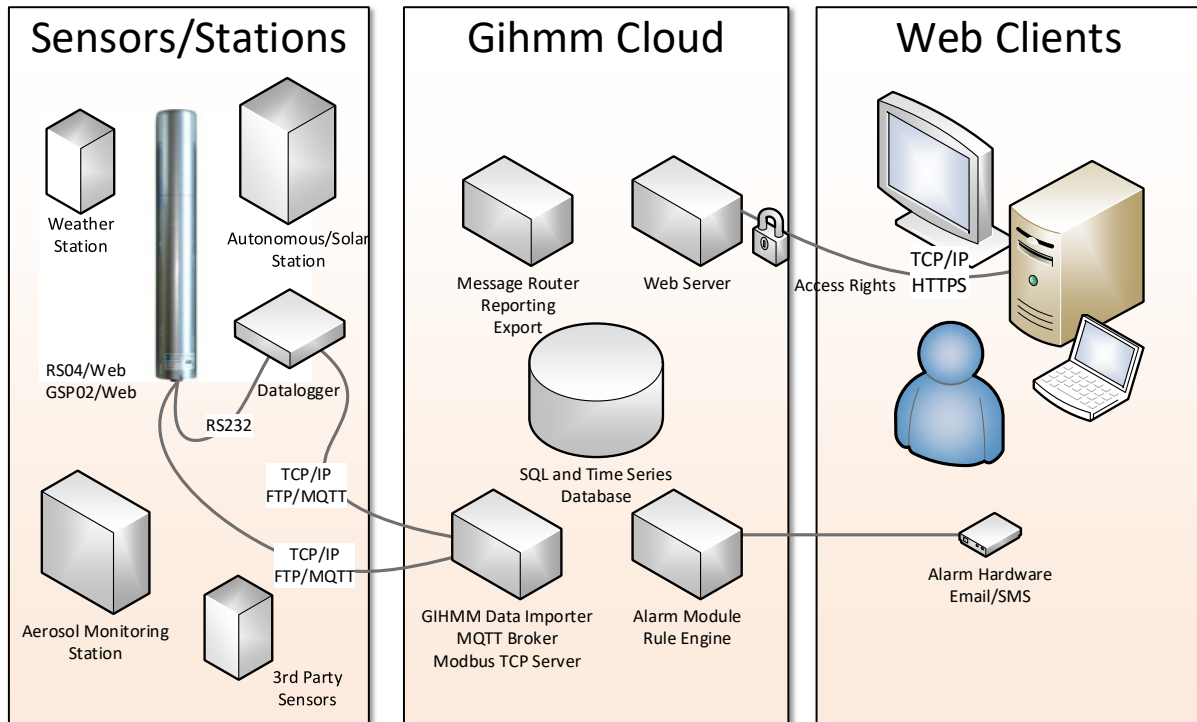 Sensors/Stations
Weather
Station
Autonomous/Solar
Station
RS04/Web
GSP02/Web
Datalogger
RS232
TCP/IP
FTP/MQTT
TCP/IP
FTP/MQTT
Aerosol Monitoring
Station
3rd Party
Sensors
Gihmm Cloud
Message Router
Reporting
Export
Web Server
Access Rights
SQL and Time Series
Database
GIHMM Data Importer
MQTT Broker
Modbus TCP Server
Alarm Module
Rule Engine
Web Clients
TCP/IP
HTTPS
Alarm Hardware
Email/SMS